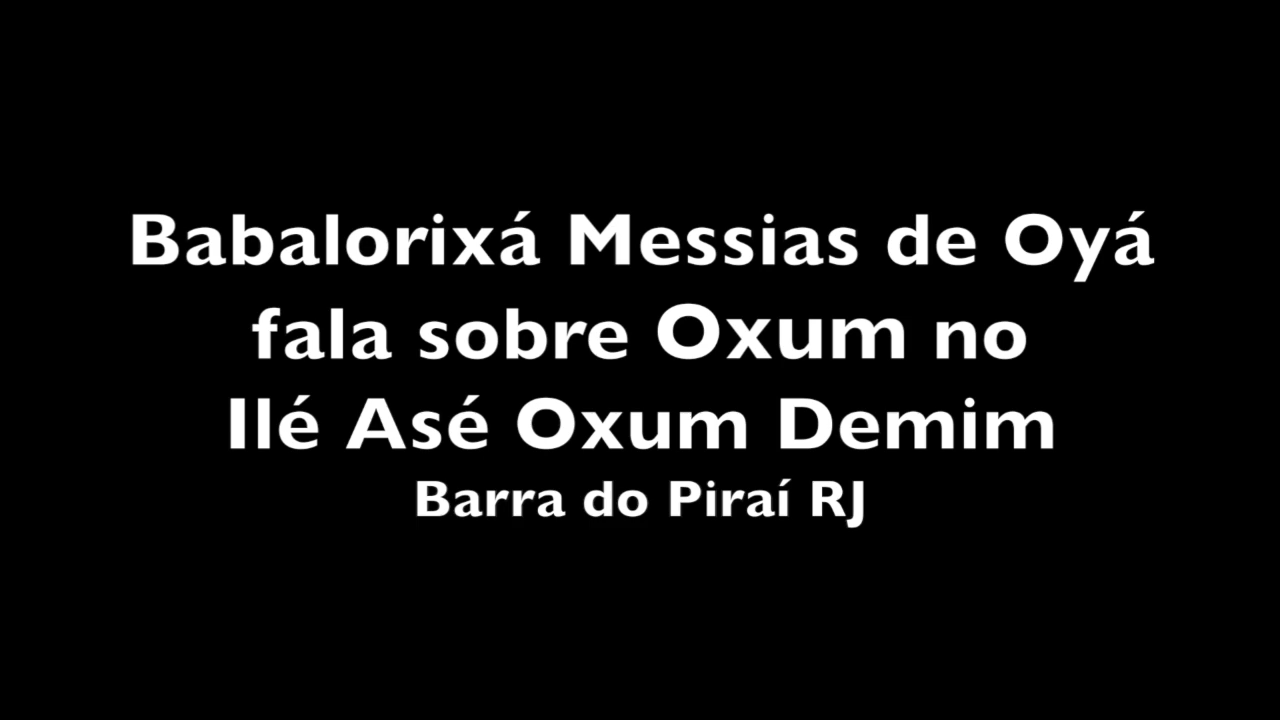 Babalorixá Messias de Oyá
fala sobre Oxum no
Ilé Asé Oxum Demim
Barra do Piraí RJ